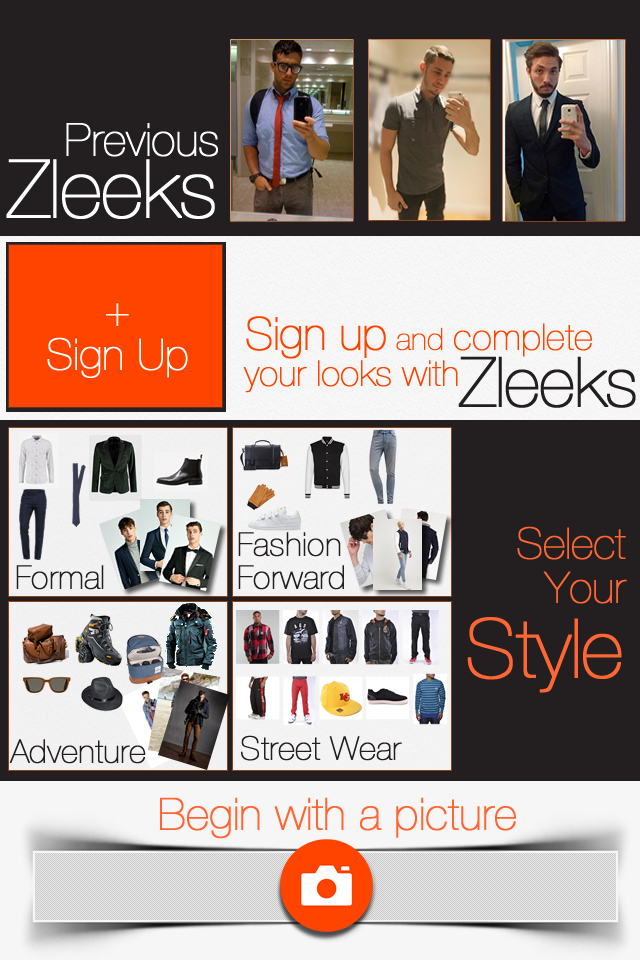 Previous
Zleeks
+
Sign Up
Sign up and complete
your looks with Zleeks
Formal
Fashion
Forward
Adventure
Street Wear
Select
Your
Style
Begin with a picture